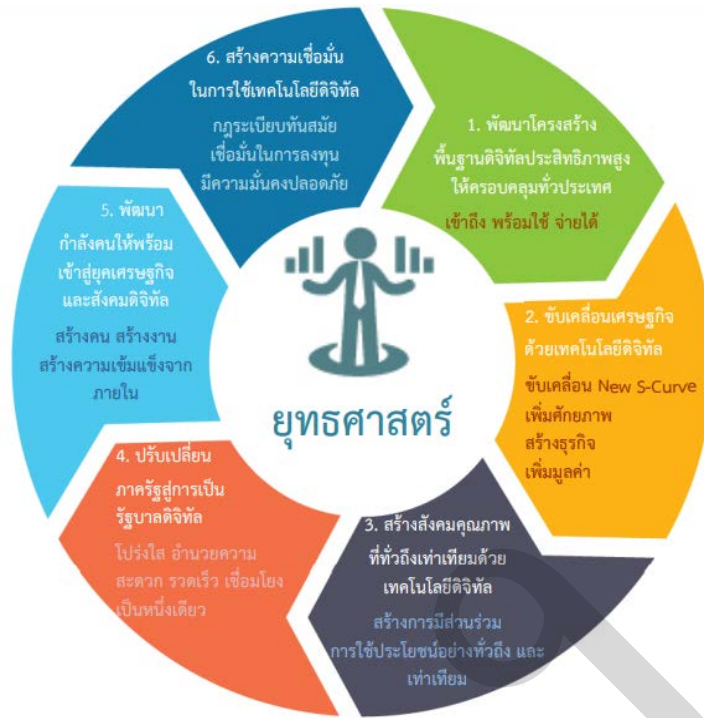 6. สร้างความเชื่อมั่น
ในการใช้เทคโนโลยีดิจิทัล
กฎระเบียบทันสมัย
เชื่อมั่นในการลงทุน
มีความมั่นคงปลอดภัย
1. พัฒนาโครงสร้าง
พื้นฐานดิจิทัลประสิทธิภาพสูง
ให้ครอบคลุมทั่วประเทศ
เข้าถึง พร้อมใช้ จ่ายได้
2. ขับเคลื่อนเศรษฐกิจ
ด้วยเทคโนโลยีดิจิทัล
ขับเคลื่อน New S-Curve
เพิ่มศักยภาพ
สร้างธุรกิจ
เพิ่มมูลค่า
3. สร้างสังคมคุณภาพ
ที่ทั่วถึงเท่าเทียมด้วย
เทคโนโลยีดิจิทัล
สร้างการมีส่วนร่วม
การใช้ประโยชน์อย่างทั่วถึง และ
เท่าเทียม
4. ปรับเปลี่ยน
ภาครัฐสู่การเป็น
รัฐบาลดิจิทัล
โปร่งใส อำนวยความ
สะดวก รวดเร็ว เชื่อมโยง
เป็นหนึ่งเดียว
5. พัฒนา
กำลังคนให้พร้อม
เข้าสู่ยุคเศรษฐกิจ
และสังคมดิจิทัล
สร้างคน สร้างงาน
สร้างความเข้มแข็งจาก
ภายใน
ยุทธศาสตร์